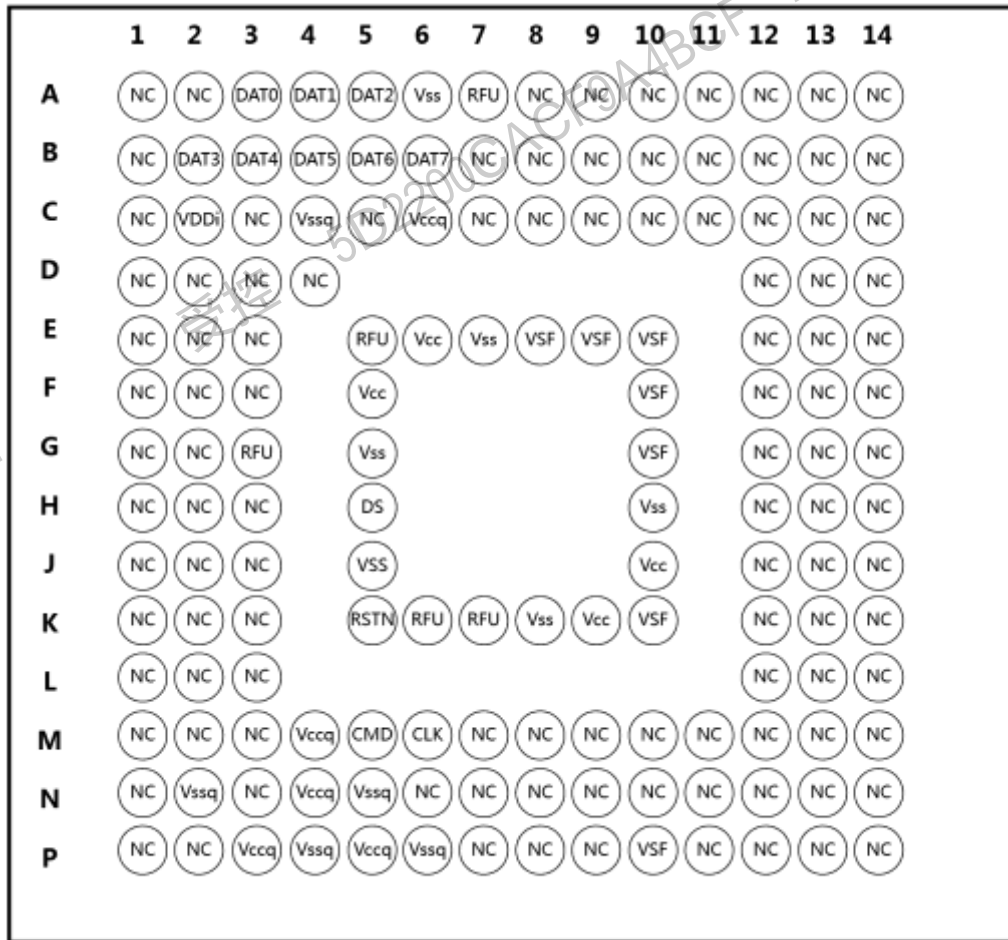 1 2 3 4 5 6 7 8 9 10 11 12 13 14
A NC NC DAT0 DAT1 DAT2 Vss RFU NC NC NC NC NC NC NC
B NC DAT3 DAT4 DAT5 DAT6 DAT7 NC NC NC NC NC NC NC NC
C NC VDDi NC Vssq NC Vccq NC NC NC NC NC NC NC NC
D NC NC NC NC NC NC NC
E NC NC NC RFU Vcc Vss VSF VSF VSF NC NC NC
F NC NC NC Vcc VSF NC NC NC
G NC NC RFU Vss VSF NC NC NC
H NC NC NC DS Vss NC NC NC
J NC NC NC VSS Vcc NC NC NC
K NC NC NC RSTN RFU RFU Vss Vcc VSF NC NC NC
L NC NC NC NC NC NC
M NC NC NC Vccq CMD CLK NC NC NC NC NC NC NC NC
N NC Vssq NC Vccq Vssq NC NC NC NC NC NC NC NC NC
P NC NC Vccq Vssq Vccq Vssq NC NC NC VSF NC NC NC NC
受控 5D2200CACF9A4BCF